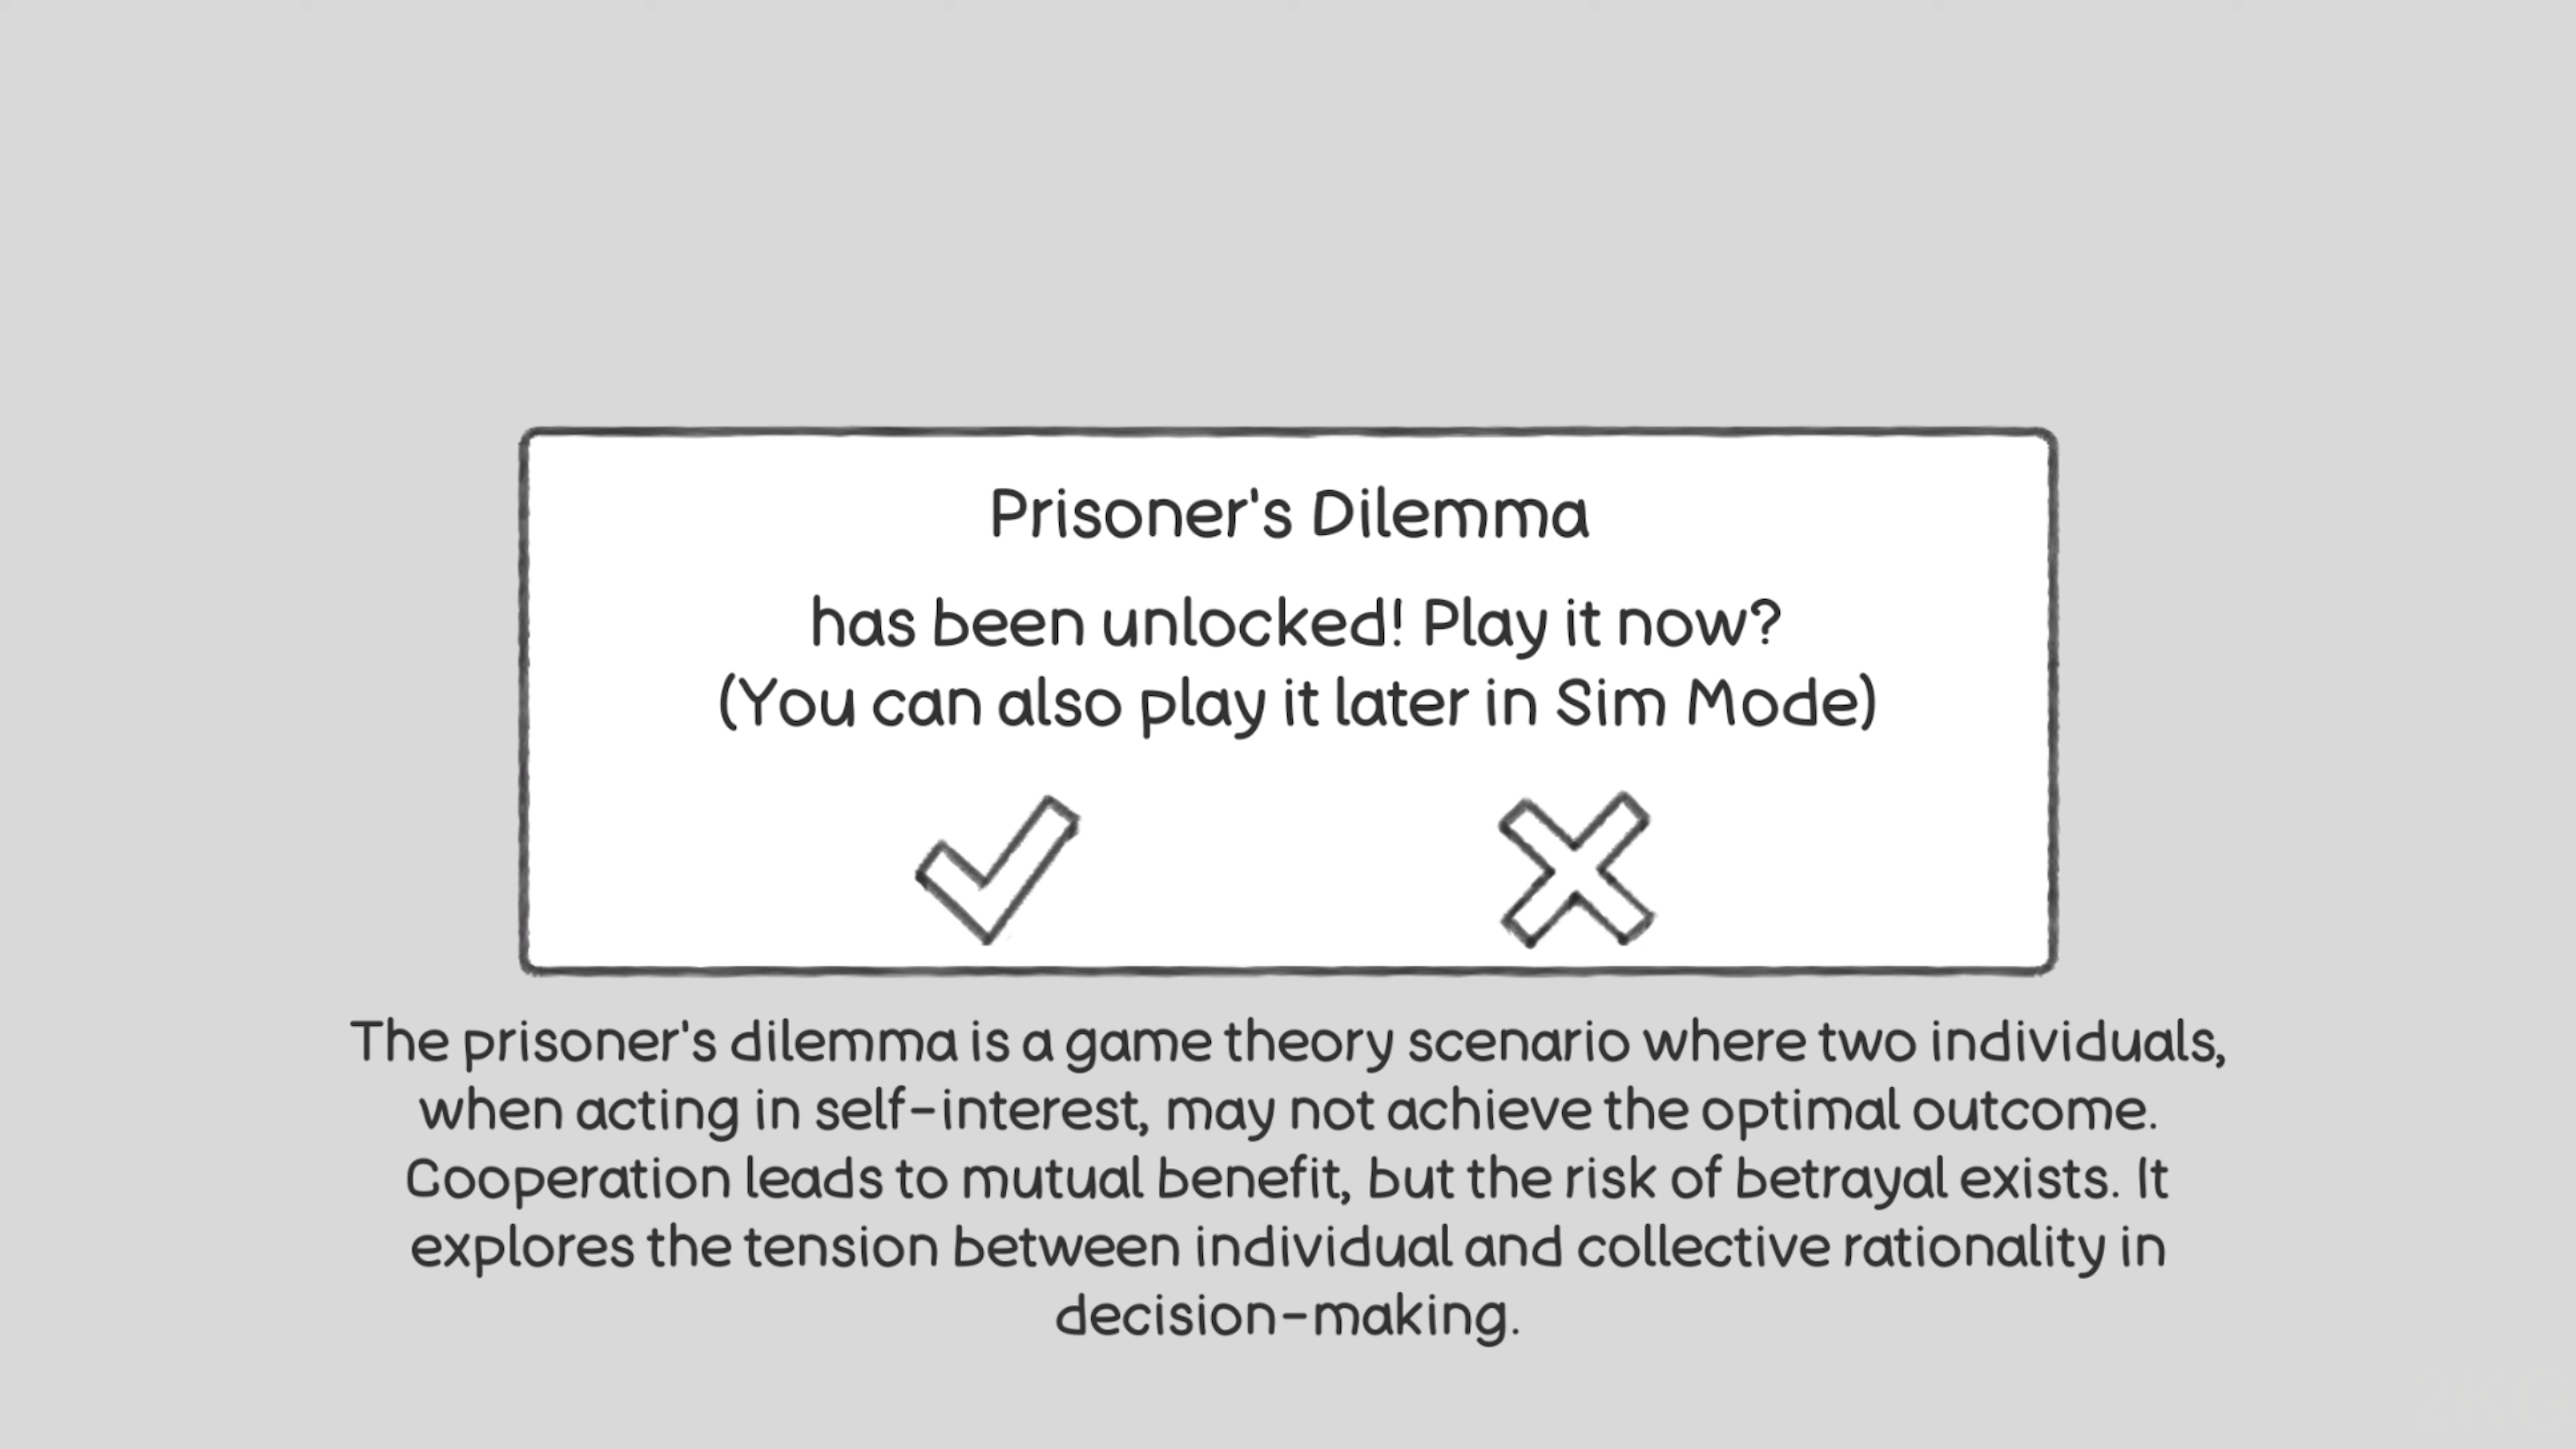 Prisoner's Dilemma
has been unlocked! Play it now?
(You can also play it later in Sim Mode)
The prisoner's dilemma is a game theory scenario where two individuals,
when acting in self-interest, may not achieve the optimal outcome.
Cooperation leads to mutual benefit, but the risk of betrayal exists. It
explores the tension between individual and collective rationality in
decision-making.